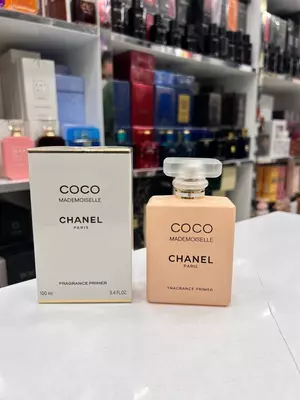 COCO
MADEMOISELLE
CHANEL
PARIS
FRAGRANCE PRIMER
100 ml
3.4 FL.OZ.
COCO
MADEMOISELLE
CHANEL
PARIS
FRAGRANCE PRIMER